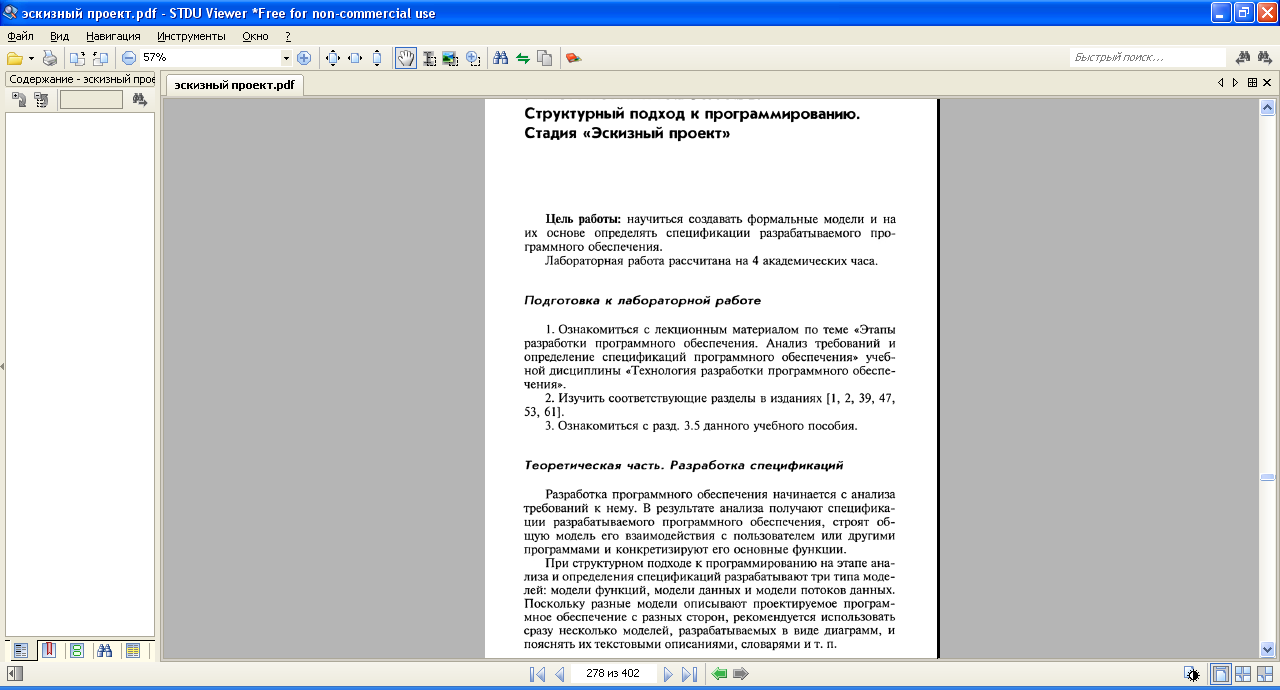 эскизный проект.pdf - STDU Viewer *Free for non-commercial use
Файл Вид Навигация Инструменты Окно ?
57%
Быстрый поиск...
Содержание - эскизный прое
эскизный проект.pdf
Структурный подход к программированию.
Стадия «Эскизный проект»
Цель работы: научиться создавать формальные модели и на
их основе определять спецификации разрабатываемого про-
граммного обеспечения.
Лабораторная работа рассчитана на 4 академических часа.
Подготовка к лабораторной работе
1. Ознакомиться с лекционным материалом по теме «Этапы
разработки программного обеспечения. Анализ требований и
определение спецификаций программного обеспечения» учеб-
ной дисциплины «Технология разработки программного обеспе-
чения».
2. Изучить соответствующие разделы в изданиях [1, 2, 39, 47,
53, 61].
3. Ознакомиться с разд. 3.5 данного учебного пособия.
Теоретическая часть. Разработка спецификаций
Разработка программного обеспечения начинается с анализа
требований к нему. В результате анализа получают специфика-
ции разрабатываемого программного обеспечения, строят об-
щую модель его взаимодействия с пользователем или другими
программами и конкретизируют его основные функции.
При структурном подходе к программированию на этапе ана-
лиза и определения спецификаций разрабатывают три типа моде-
лей: модели функций, модели данных и модели потоков данных.
Поскольку разные модели описывают проектируемое програм-
мное обеспечение с разных сторон, рекомендуется использовать
сразу несколько моделей, разрабатываемых в виде диаграмм, и
пояснять их текстовыми описаниями, словарями и т. п.
278 из 402